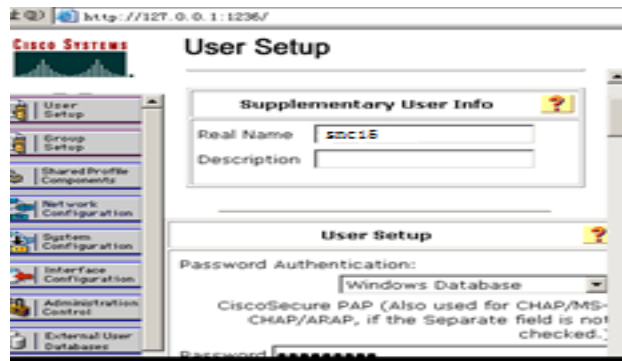 http://127.0.0.1:1236/
CISCO SYSTEMS
User Setup
Supplementary User Info ?
Real Name
Description
User Setup
Group Setup
Shared Profile Components
Network Configuration
System Configuration
Interface Configuration
Administration Control
External User Databases
User Setup ?
Password Authentication:
Windows Database
CiscoSecure PAP (Also used for CHAP/MS-
CHAP/ARAP, if the Separate field is not
checked.)
Password